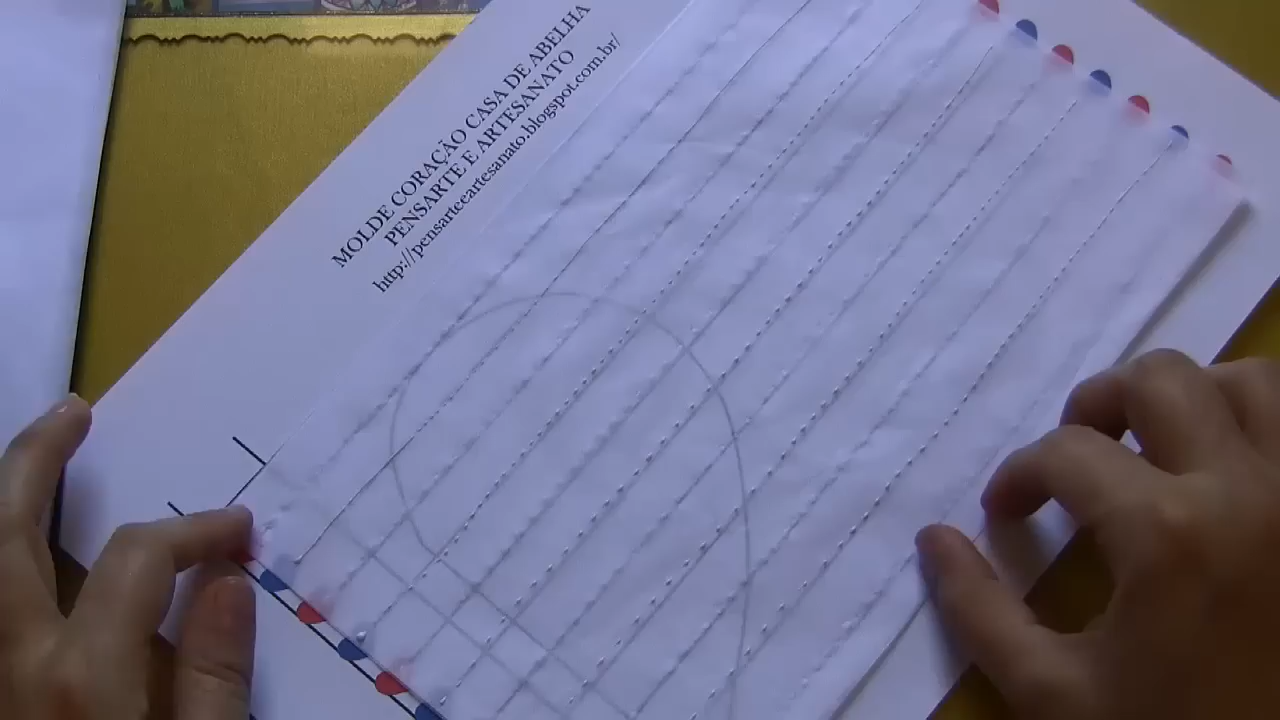 MOLDE CORAÇÃO CASA DE ABELHA
PENSARTE E ARTESANATO
http://pensarteeartesanato.blogspot.com.br/